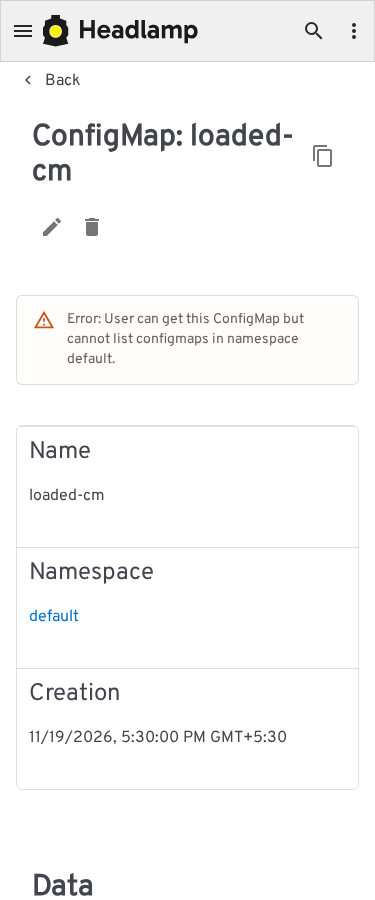 Headlamp
Back
ConfigMap: loaded-
cm
Error: User can get this ConfigMap but
cannot list configmaps in namespace
default.
Name
loaded-cm
Namespace
default
Creation
11/19/2026, 5:30:00 PM GMT+5:30
Data